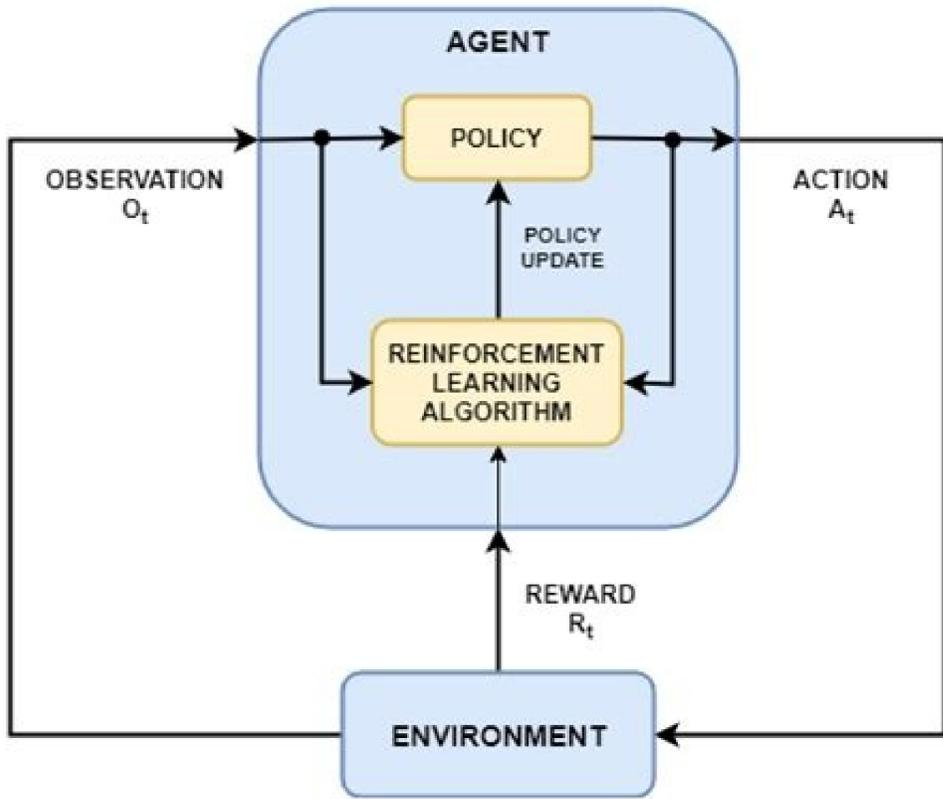 AGENT
POLICY
OBSERVATION
Oₜ
ACTION
Aₜ
POLICY
UPDATE
REINFORCEMENT
LEARNING
ALGORITHM
REWARD
Rₜ
ENVIRONMENT